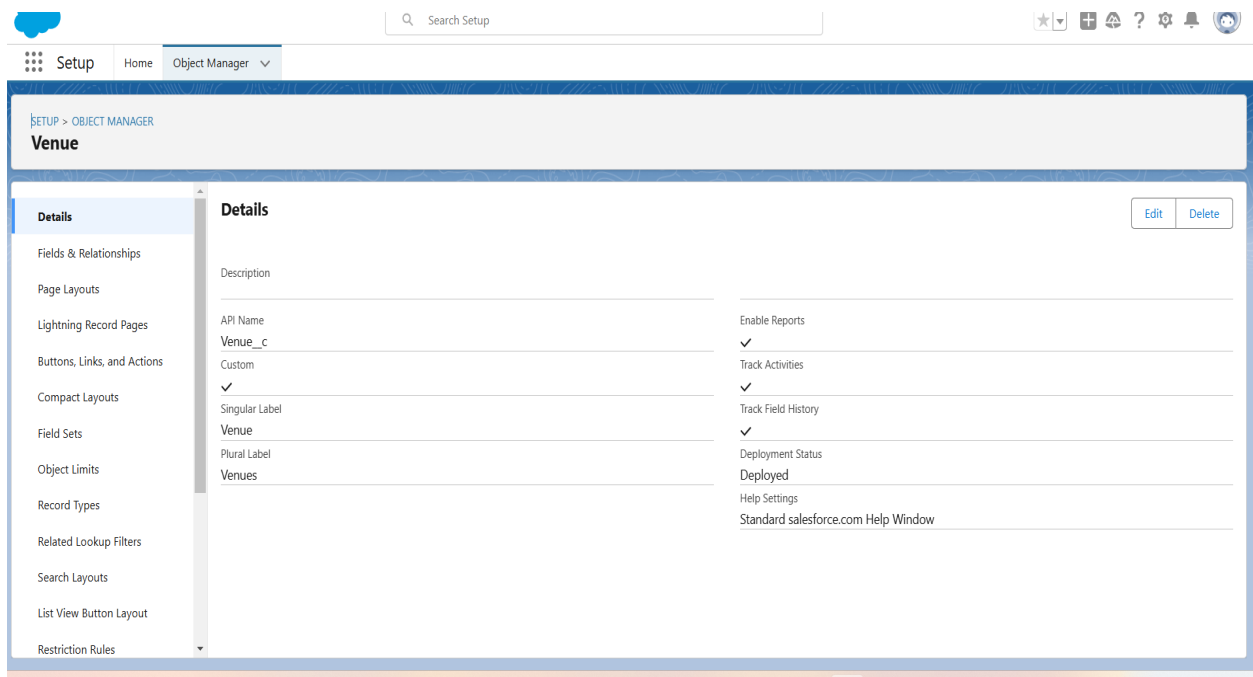 Search Setup
Setup
Home
Object Manager
SETUP > OBJECT MANAGER
Venue
Details
Fields & Relationships
Page Layouts
Lightning Record Pages
Buttons, Links, and Actions
Compact Layouts
Field Sets
Object Limits
Record Types
Related Lookup Filters
Search Layouts
List View Button Layout
Restriction Rules
Details
Edit
Delete
Description
API Name
Venue__c
Custom
Singular Label
Venue
Plural Label
Venues
Enable Reports
Track Activities
Track Field History
Deployment Status
Deployed
Help Settings
Standard salesforce.com Help Window